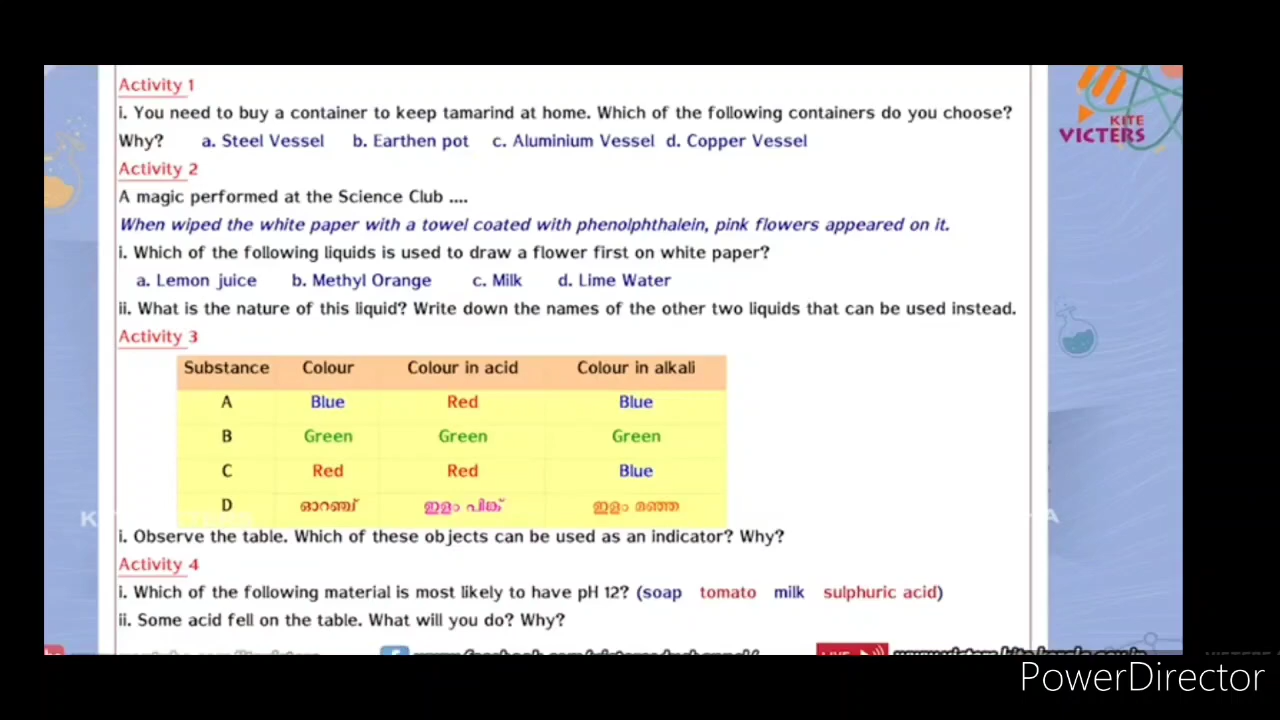 Activity 1
i. You need to buy a container to keep tamarind at home. Which of the following containers do you choose?
Why? a. Steel Vessel b. Earthen pot c. Aluminium Vessel d. Copper Vessel
KITE
VICTERS
Activity 2
A magic performed at the Science Club ....
When wiped the white paper with a towel coated with phenolphthalein, pink flowers appeared on it.
i. Which of the following liquids is used to draw a flower first on white paper?
a. Lemon juice b. Methyl Orange c. Milk d. Lime Water
ii. What is the nature of this liquid? Write down the names of the other two liquids that can be used instead.
Activity 3
Substance Colour Colour in acid Colour in alkali
A Blue Red Blue
B Green Green Green
C Red Red Blue
D ഓറഞ്ച് ഇളം പിങ്ക് ഇളം മഞ്ഞ
i. Observe the table. Which of these objects can be used as an indicator? Why?
Activity 4
i. Which of the following material is most likely to have pH 12? (soap tomato milk sulphuric acid)
ii. Some acid fell on the table. What will you do? Why?
LIVE
PowerDirector